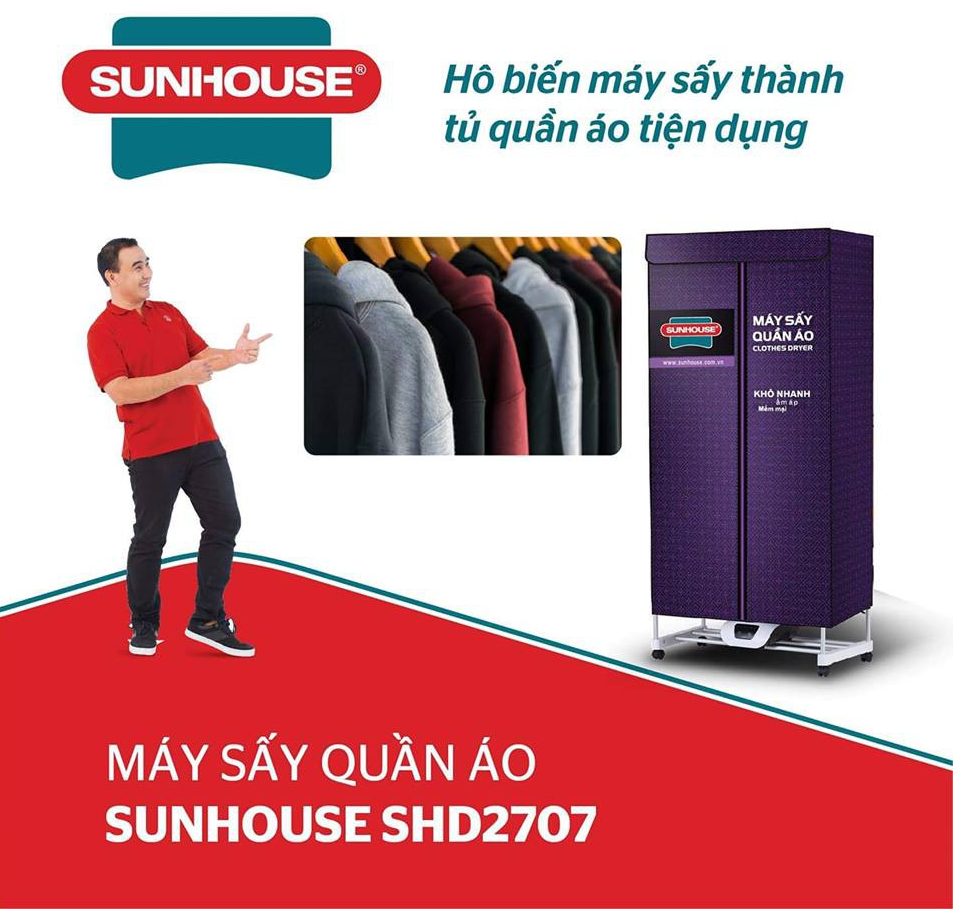 SUNHOUSE®
Hô biến máy sấy thành
tủ quần áo tiện dụng
SUNHOUSE®
www.sunhouse.com.vn
MÁY SẤY
QUẦN ÁO
CLOTHES DRYER
KHÔ NHANH
ấm áp
Mềm mại
MÁY SẤY QUẦN ÁO
SUNHOUSE SHD2707